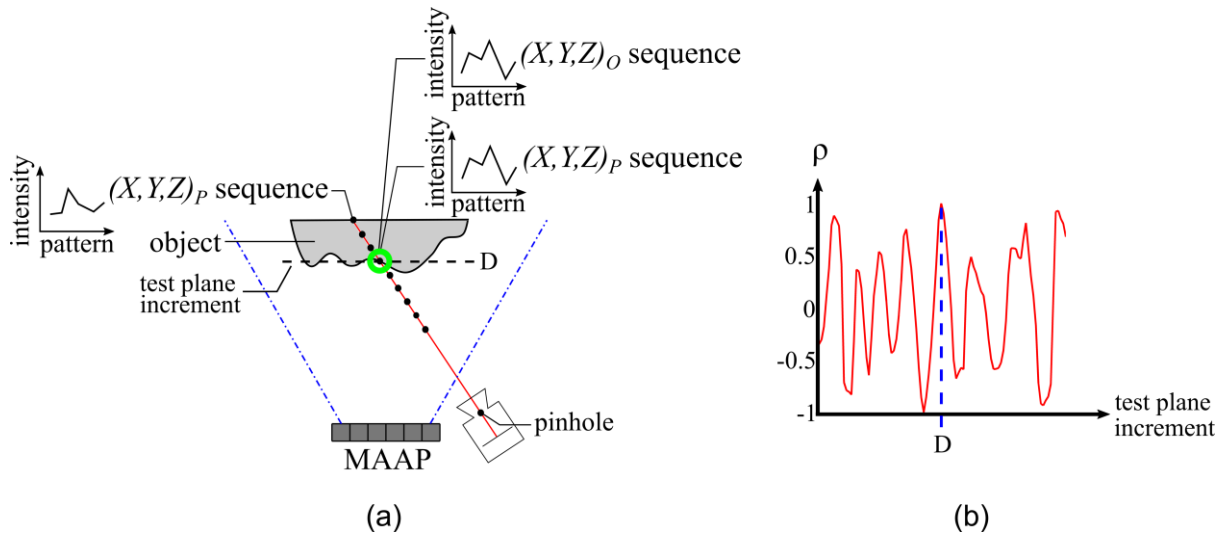 intensity
pattern
(X,Y,Z)O sequence
intensity
pattern
(X,Y,Z)P sequence
intensity
pattern
(X,Y,Z)P sequence
object
test plane
increment
D
pinhole
MAAP
(a)
ρ
1
0.5
0
-0.5
-1
D
test plane
increment
(b)